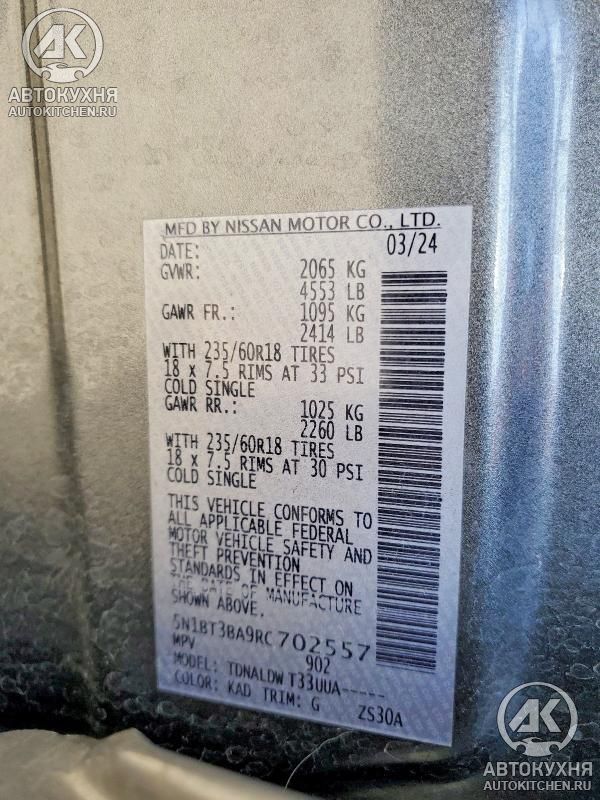 АК
АВТОКУХНЯ
AUTOKITCHEN.RU
MFD BY NISSAN MOTOR CO., LTD.
DATE: 03/24
GVWR: 2065 KG
4553 LB
GAWR FR.: 1095 KG
2414 LB
WITH 235/60R18 TIRES
18 x 7.5 RIMS AT 33 PSI
COLD SINGLE
GAWR RR.: 1025 KG
2260 LB
WITH 235/60R18 TIRES
18 x 7.5 RIMS AT 30 PSI
COLD SINGLE
THIS VEHICLE CONFORMS TO
ALL APPLICABLE FEDERAL
MOTOR VEHICLE SAFETY AND
THEFT PREVENTION
STANDARDS IN EFFECT ON
THE DATE OF MANUFACTURE
SHOWN ABOVE.
5N1BT3BA9RC702557
MPV 902
MODEL: TDNALDW T33UUA-----
COLOR: KAD TRIM: G ZS30A
АК
АВТОКУХНЯ
AUTOKITCHEN.RU